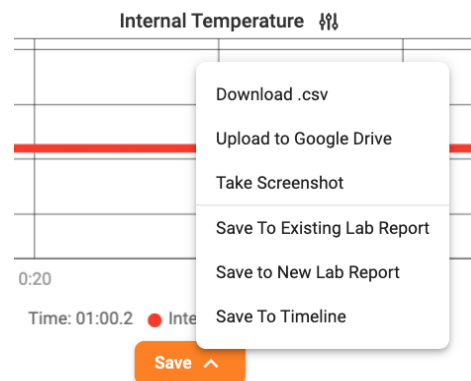 Internal Temperature
Download .csv
Upload to Google Drive
Take Screenshot
Save To Existing Lab Report
Save to New Lab Report
Save To Timeline
0:20
Time: 01:00.2 Inte
Save